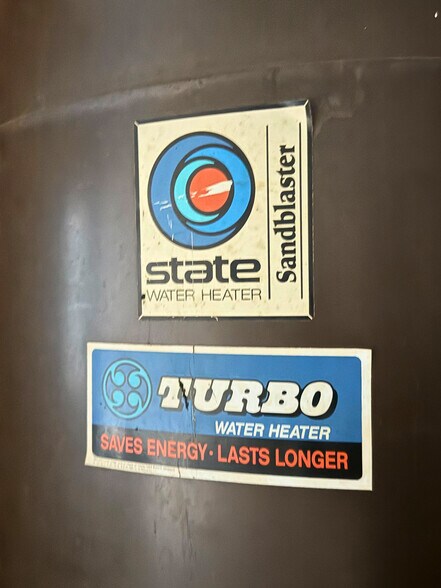 state
WATER HEATER
Sandblaster
TURBO
WATER HEATER
SAVES ENERGY · LASTS LONGER